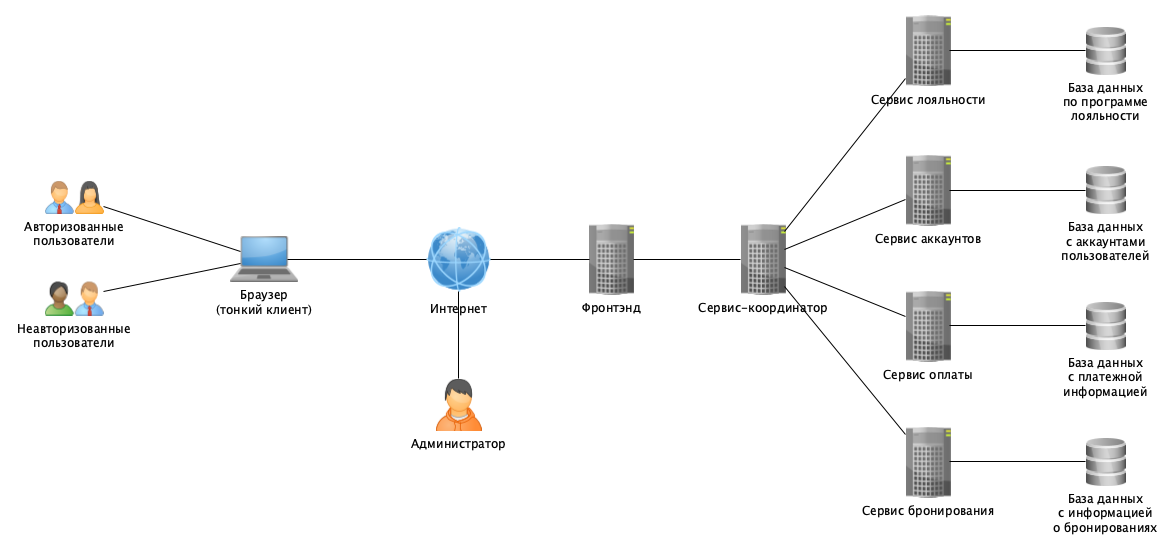 Авторизованные
пользователи
Неавторизованные
пользователи
Браузер
(тонкий клиент)
Интернет
Администратор
Фронтэнд
Сервис-координатор
Сервис лояльности
База данных
по программе
лояльности
Сервис аккаунтов
База данных
с аккаунтами
пользователей
Сервис оплаты
База данных
с платежной
информацией
Сервис бронирования
База данных
с информацией
о бронированиях